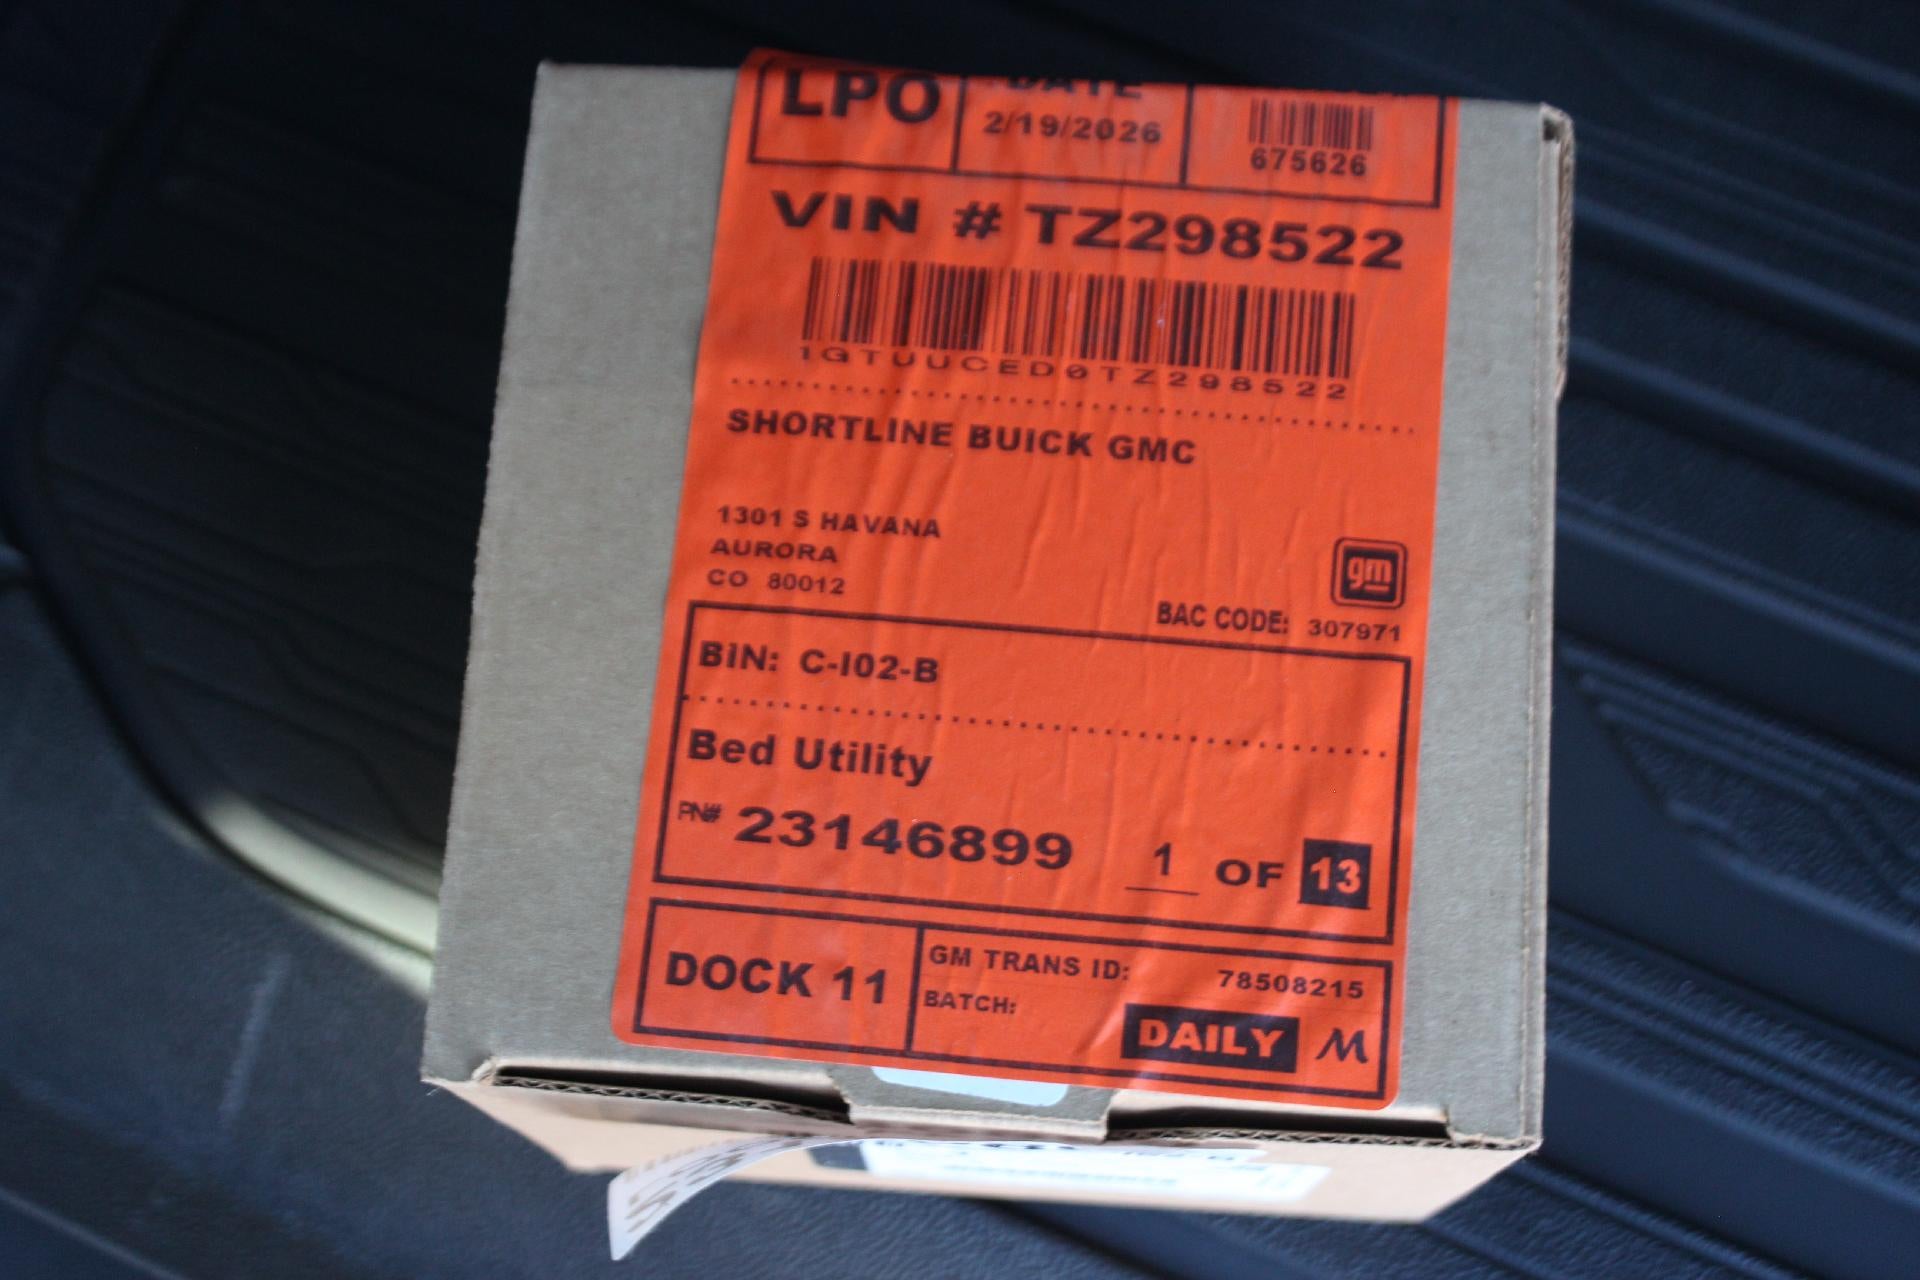 LPO
DATE
2/19/2026
675626
VIN # TZ298522
1GTUUCED0TZ298522
SHORTLINE BUICK GMC
1301 S HAVANA
AURORA
CO 80012
gm
BAC CODE: 307971
BIN: C-I02-B
Bed Utility
PN# 23146899 1 OF 13
DOCK 11
GM TRANS ID: 78508215
BATCH:
DAILY M